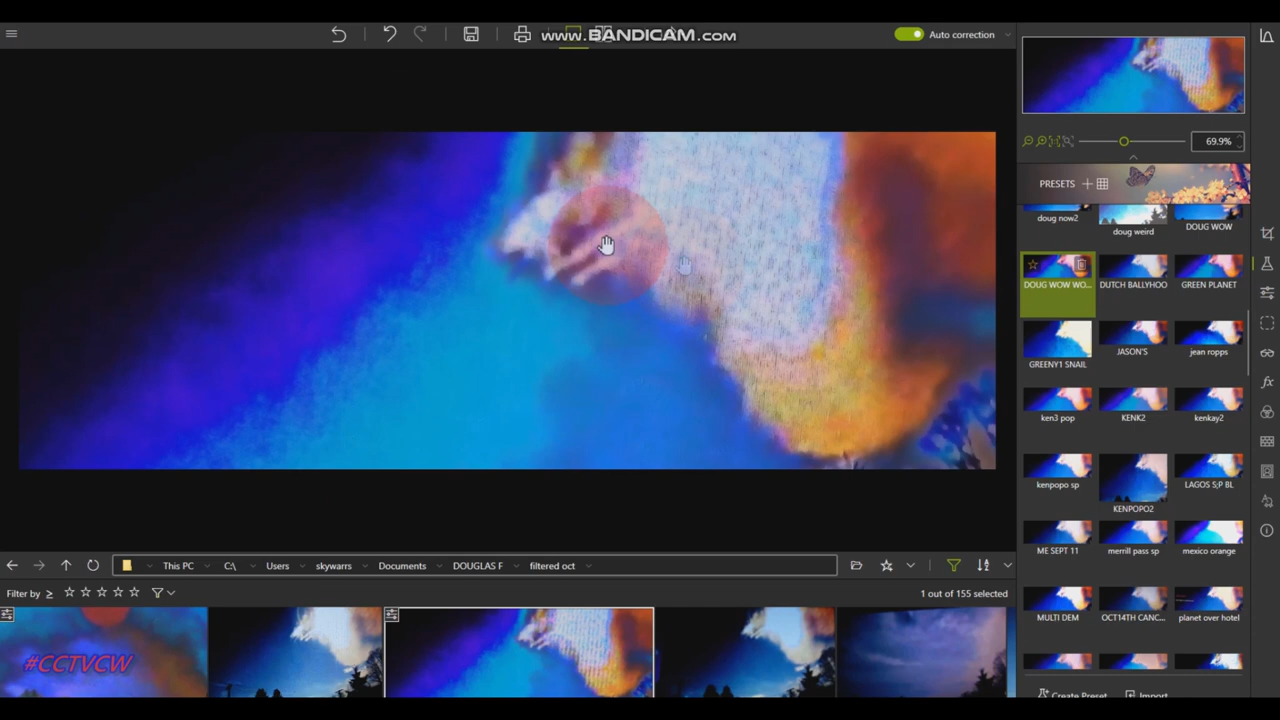 www.BANDICAM.com
Auto correction
69.9%
PRESETS
doug now2
doug weird
DOUG WOW
DOUG WOW WO...
DUTCH BALLYHOO
GREEN PLANET
GREENY1 SNAIL
JASON'S
jean ropps
ken3 pop
KENK2
kenkay2
kenpopo sp
KENPOPO2
LAGOS S;P BL
ME SEPT 11
merrill pass sp
mexico orange
MULTI DEM
OCT14TH CANC...
planet over hotel
Create Preset
Import
This PC
C:\
Users
skywarrs
Documents
DOUGLAS F
filtered oct
Filter by ≥
1 out of 155 selected
#CCTVCW